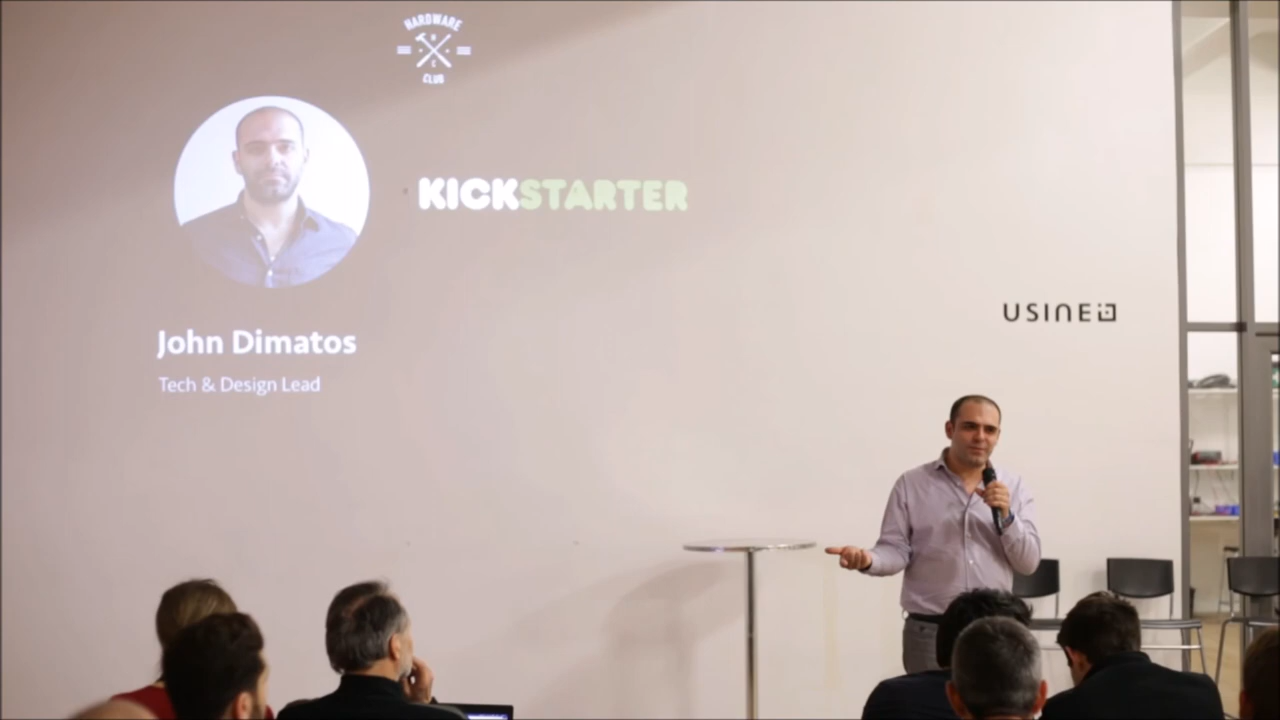 HARDWARE
H
C
CLUB
KICKSTARTER
USINE
John Dimatos
Tech & Design Lead